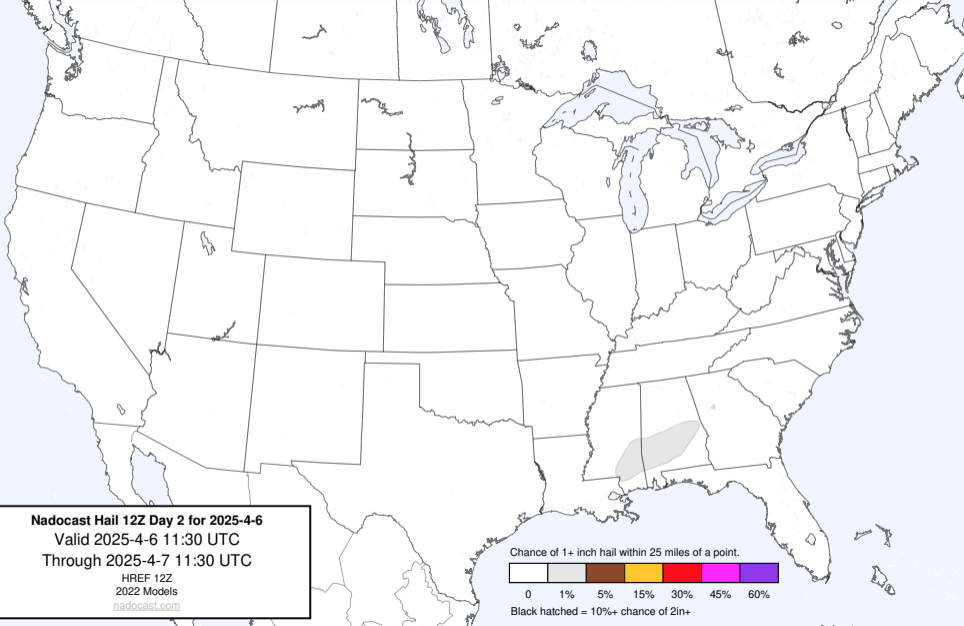 Nadocast Hail 12Z Day 2 for 2025-4-6
Valid 2025-4-6 11:30 UTC
Through 2025-4-7 11:30 UTC
HREF 12Z
2022 Models
nadocast.com
Chance of 1+ inch hail within 25 miles of a point.
0 1% 5% 15% 30% 45% 60%
Black hatched = 10%+ chance of 2in+